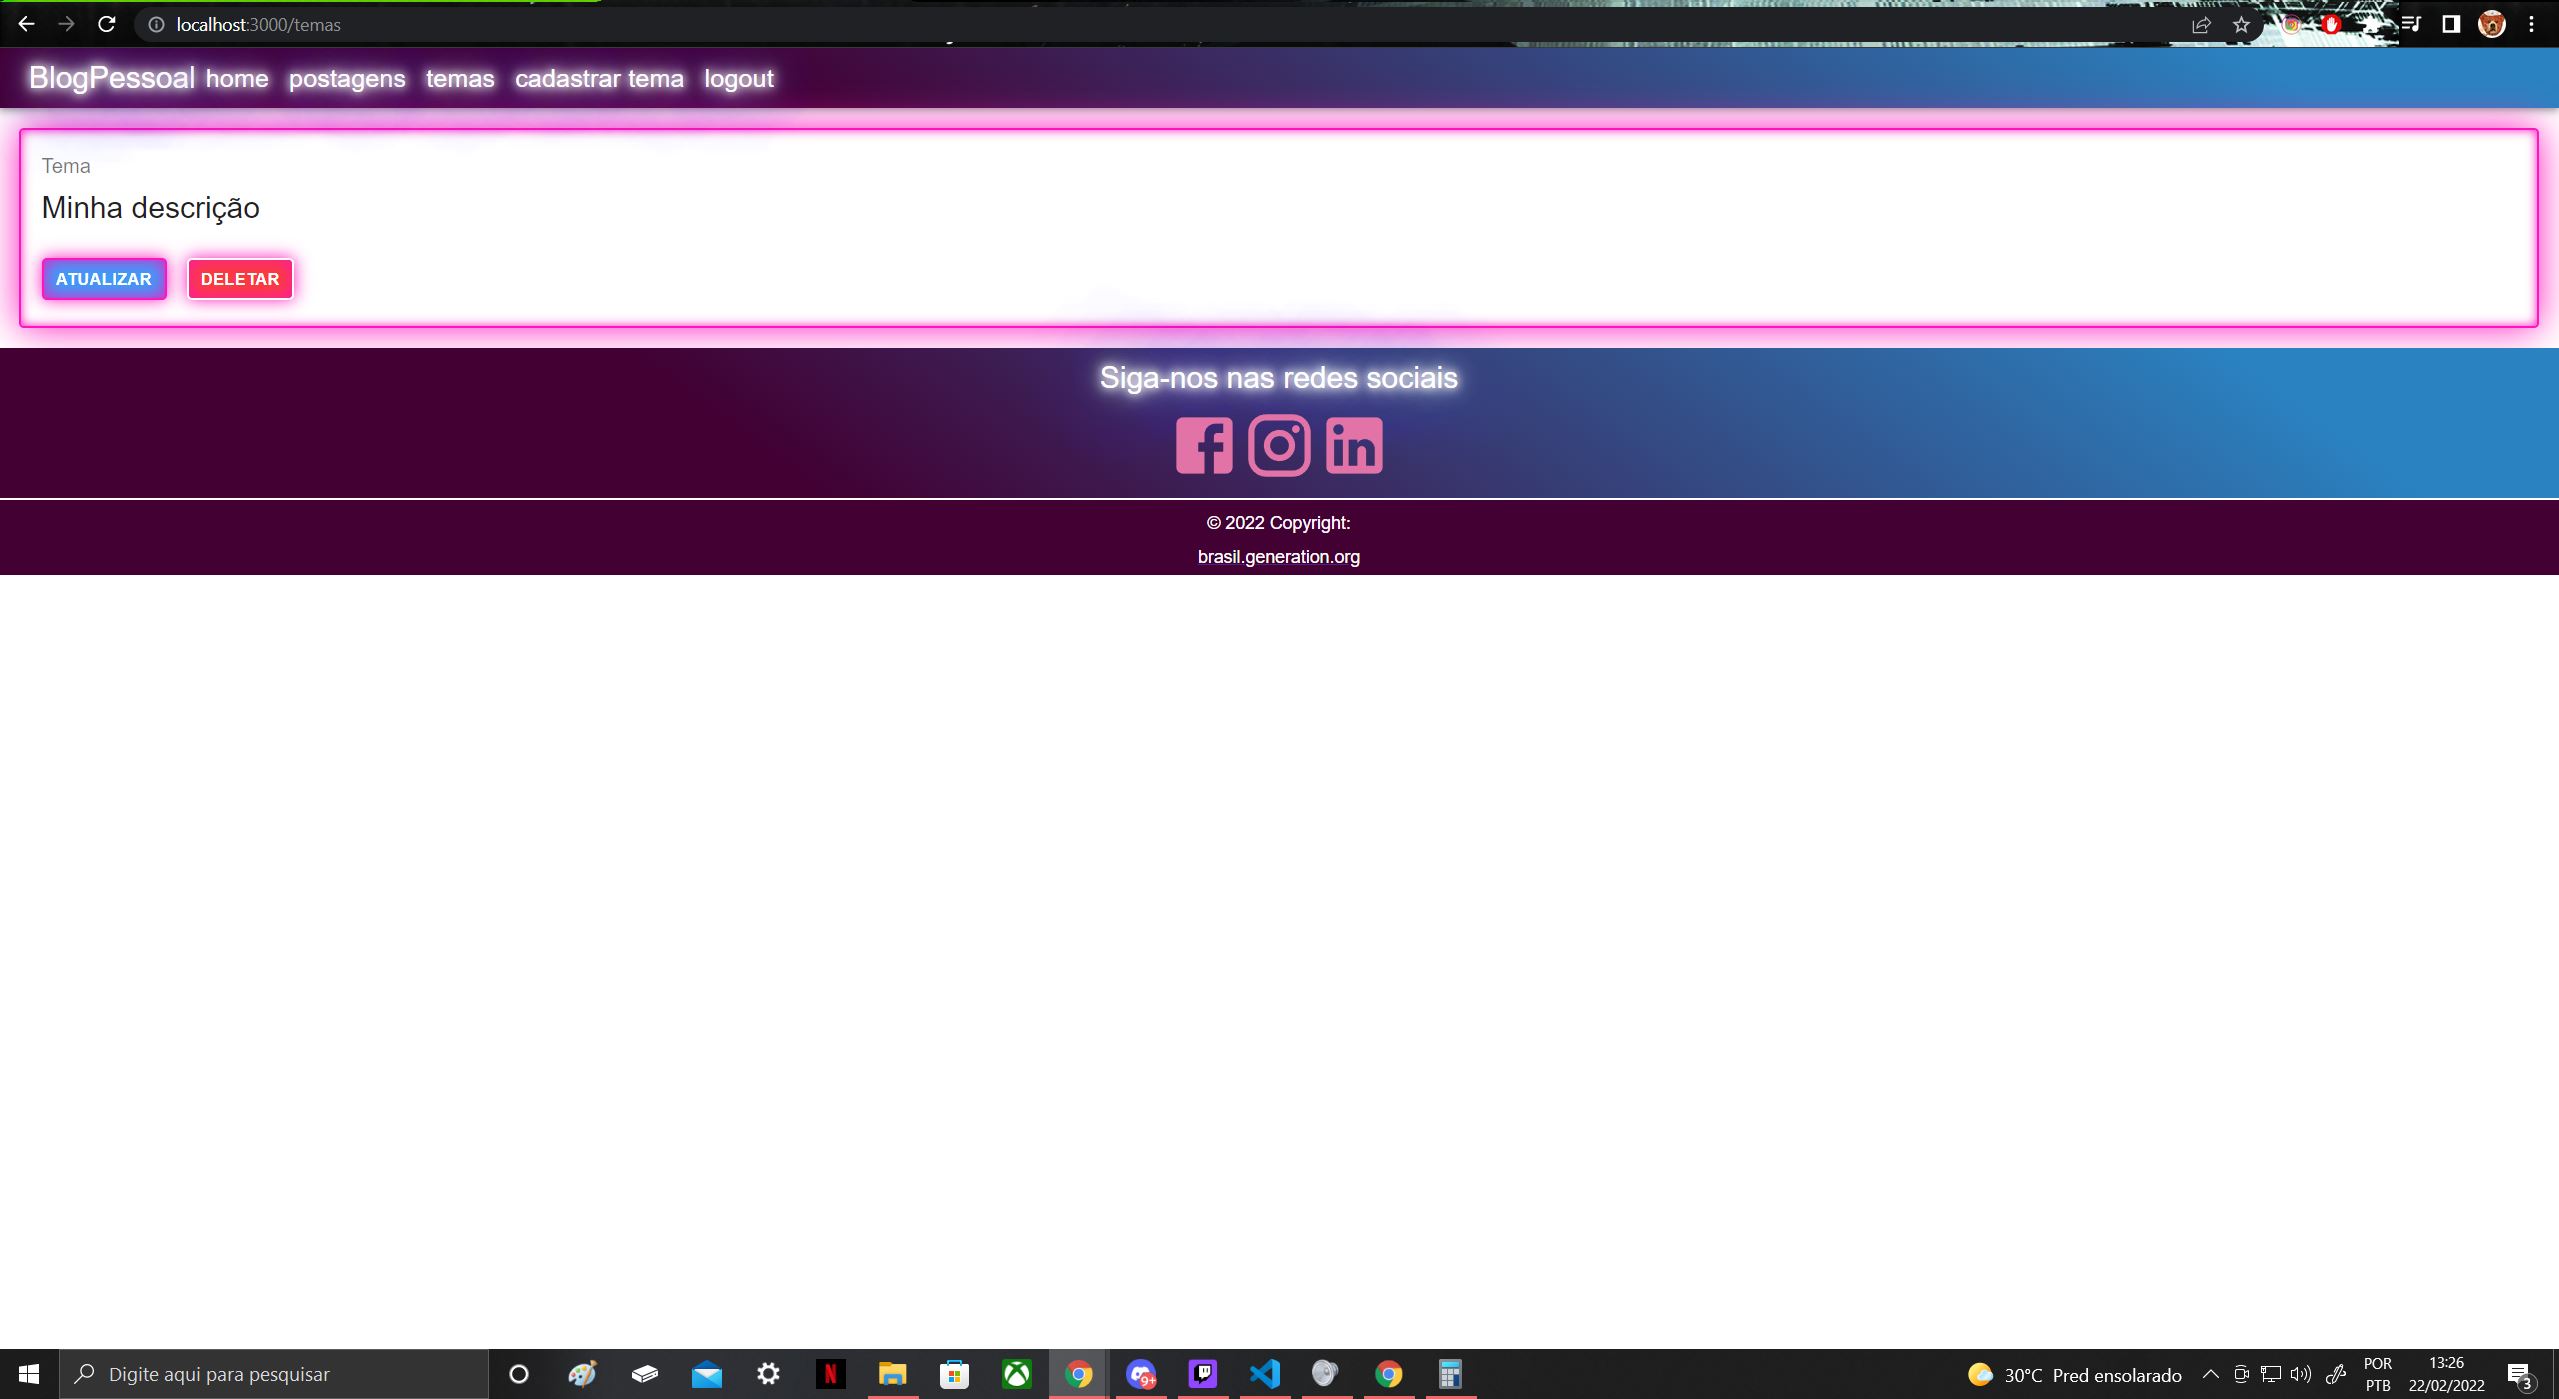 localhost:3000/temas
BlogPessoal home postagens temas cadastrar tema logout
Tema
Minha descrição
ATUALIZAR DELETAR
Siga-nos nas redes sociais
© 2022 Copyright:
brasil.generation.org
Digite aqui para pesquisar
9+
30°C Pred ensolarado
POR
PTB
13:26
22/02/2022
3